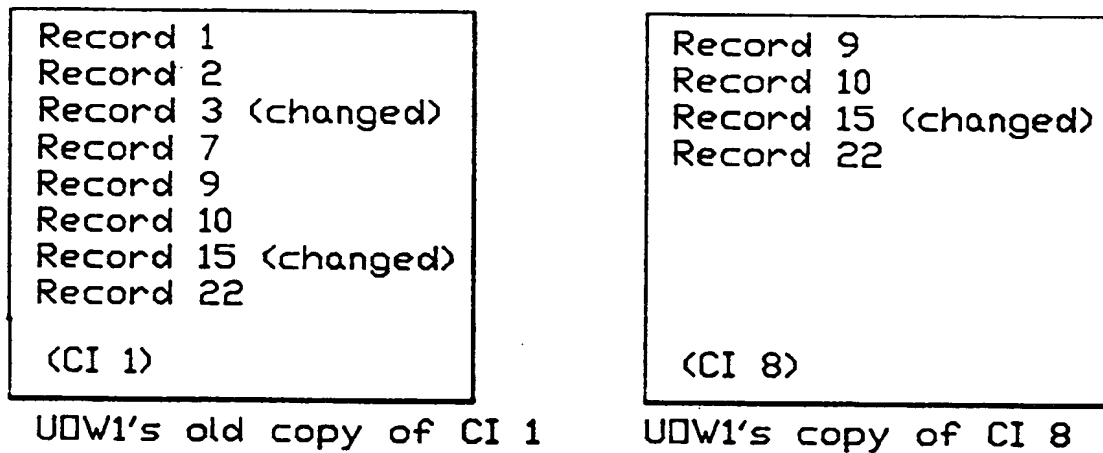 Record 1
Record 2
Record 3 (changed)
Record 7
Record 9
Record 10
Record 15 (changed)
Record 22
(CI 1)
UOW1's old copy of CI 1
Record 9
Record 10
Record 15 (changed)
Record 22
(CI 8)
UOW1's copy of CI 8